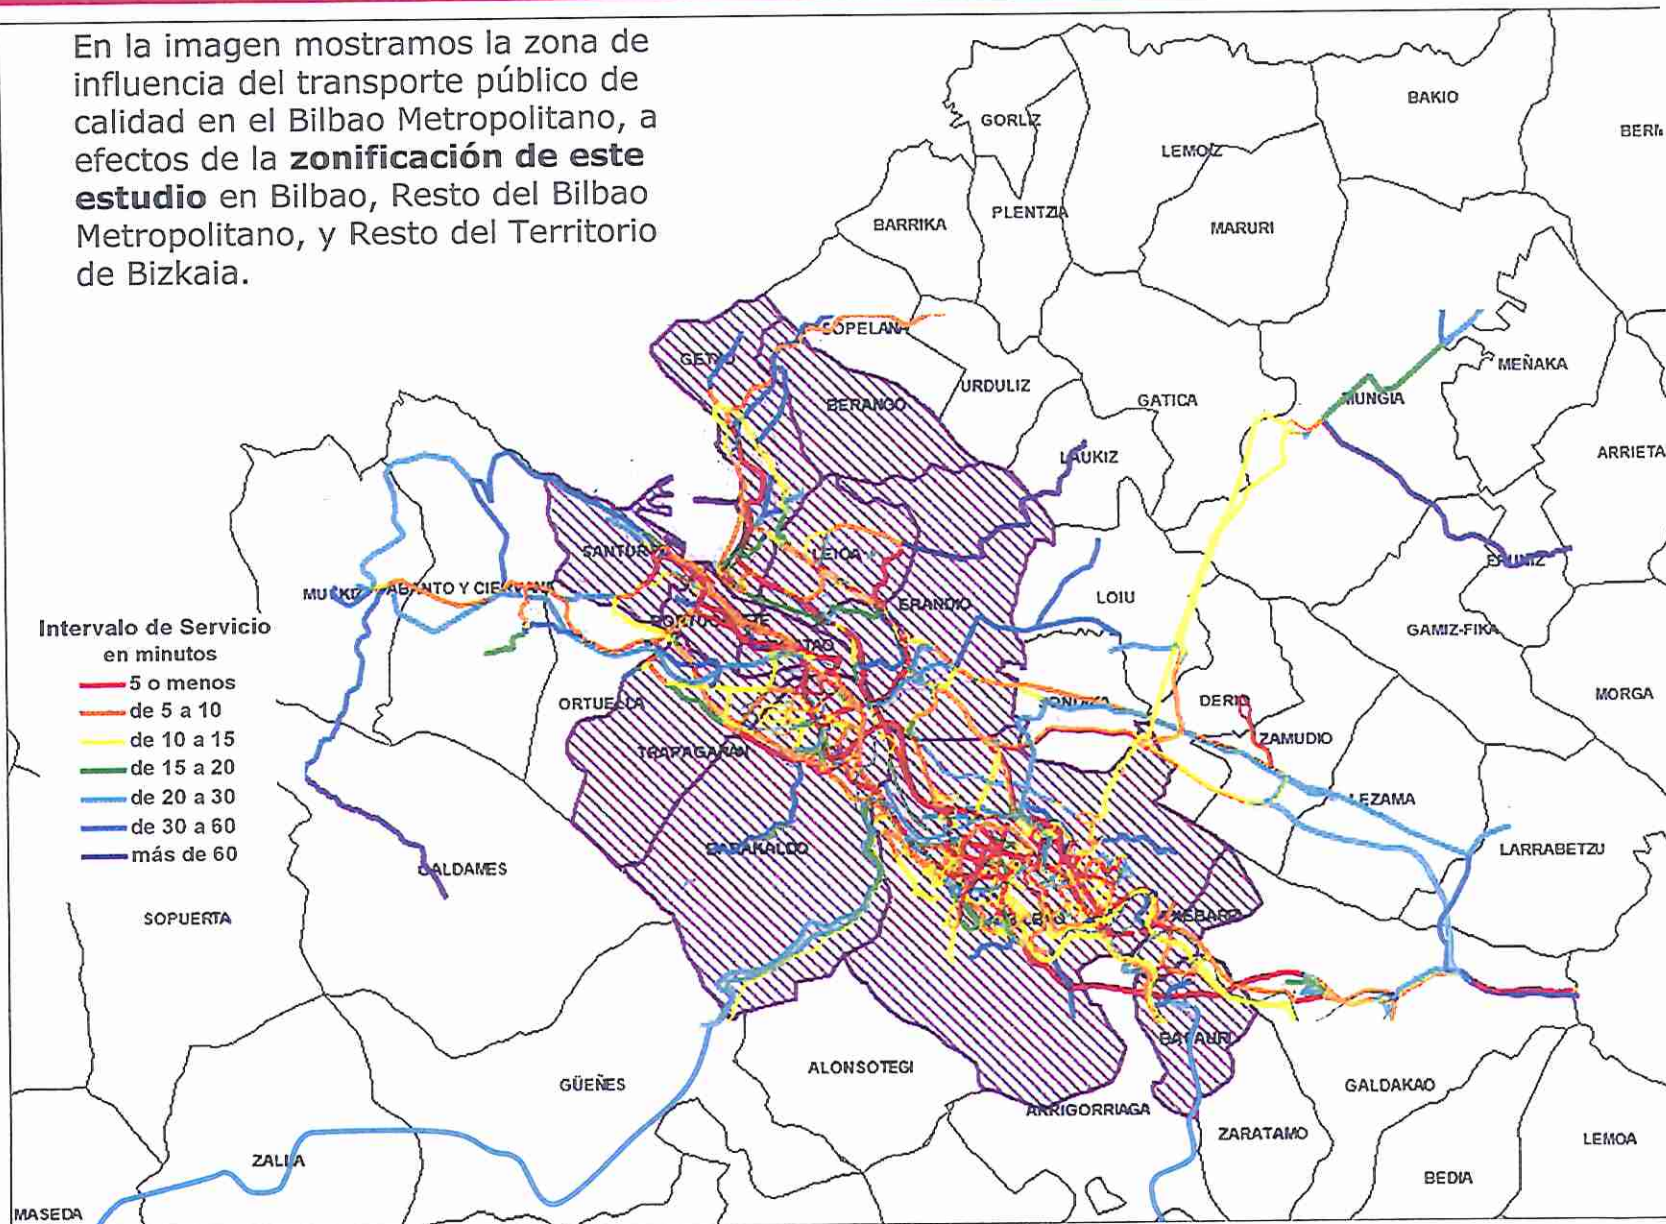 En la imagen mostramos la zona de
influencia del transporte público de
calidad en el Bilbao Metropolitano, a
efectos de la zonificación de este
estudio en Bilbao, Resto del Bilbao
Metropolitano, y Resto del Territorio
de Bizkaia.
BAKIO
GORLIZ
LEMOIZ
BARRIKA
PLENTZIA
MARURI
SOPELANA
GETXO
MEÑAKA
URDULIZ
BERANGO
GATICA
MUNGIA
LAUKIZ
ARRIETA
SANTURTZI
LEIOA
MUSKIZ
ABANTO Y CIERVANA
ERANDIO
LOIU
PORTUGALETE
GAMIZ-FIKA
Intervalo de Servicio
en minutos
5 o menos
de 5 a 10
de 10 a 15
de 15 a 20
de 20 a 30
de 30 a 60
más de 60
ORTUELLA
DERIO
MORGA
TRAPAGARAN
ZAMUDIO
LEZAMA
BARAKALDO
LARRABETZU
GALDAMES
SOPUERTA
ALONSOTEGI
BASAURI
GÜEÑES
GALDAKAO
ARRIGORRIAGA
ZARATAMO
LEMOA
ZALLA
BEDIA
MASEDA